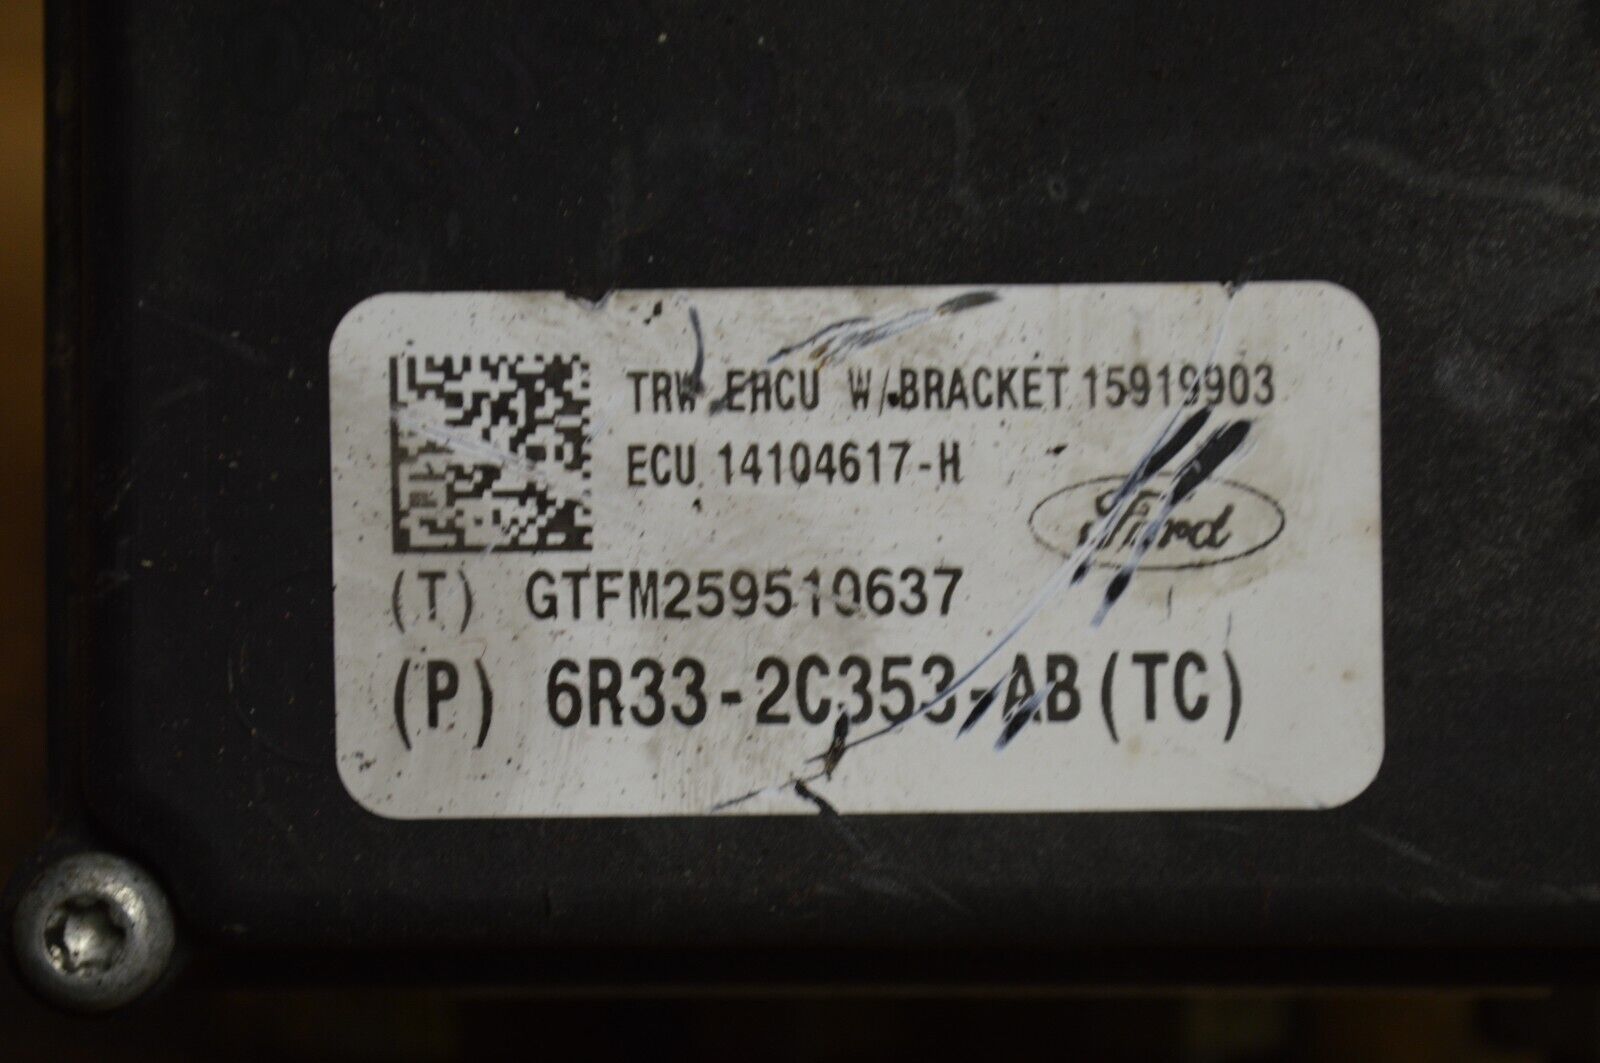 TRW EHCU W/BRACKET 15919903
ECU 14104617-H
Ford
(T) GTFM259510637
(P) 6R33-2C353-AB(TC)